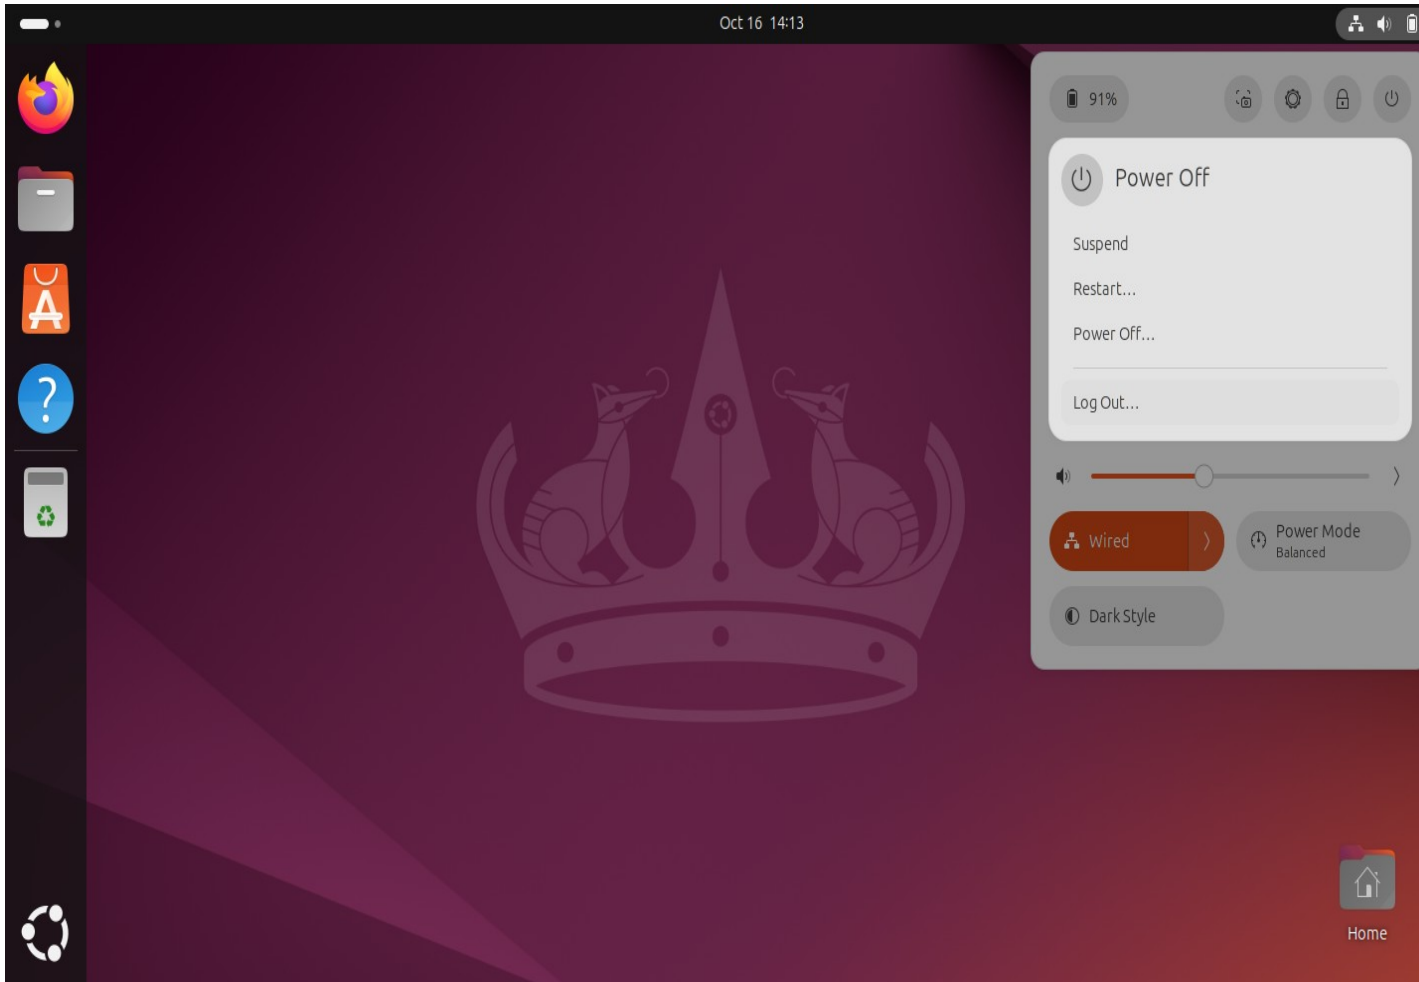 Oct 16 14:13
91%
Power Off
Suspend
Restart...
Power Off...
Log Out...
Wired
Power Mode
Balanced
Dark Style
Home